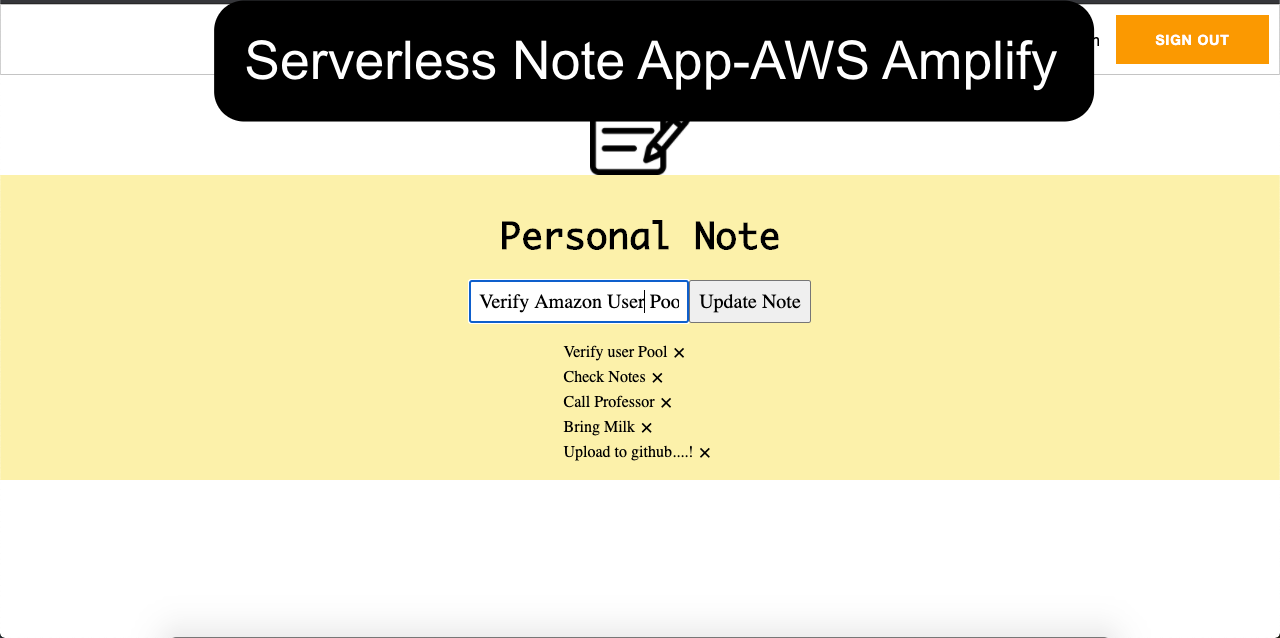 Serverless Note App-AWS Amplify
SIGN OUT
Personal Note
Verify Amazon User Poo
Update Note
Verify user Pool ×
Check Notes ×
Call Professor ×
Bring Milk ×
Upload to github....! ×